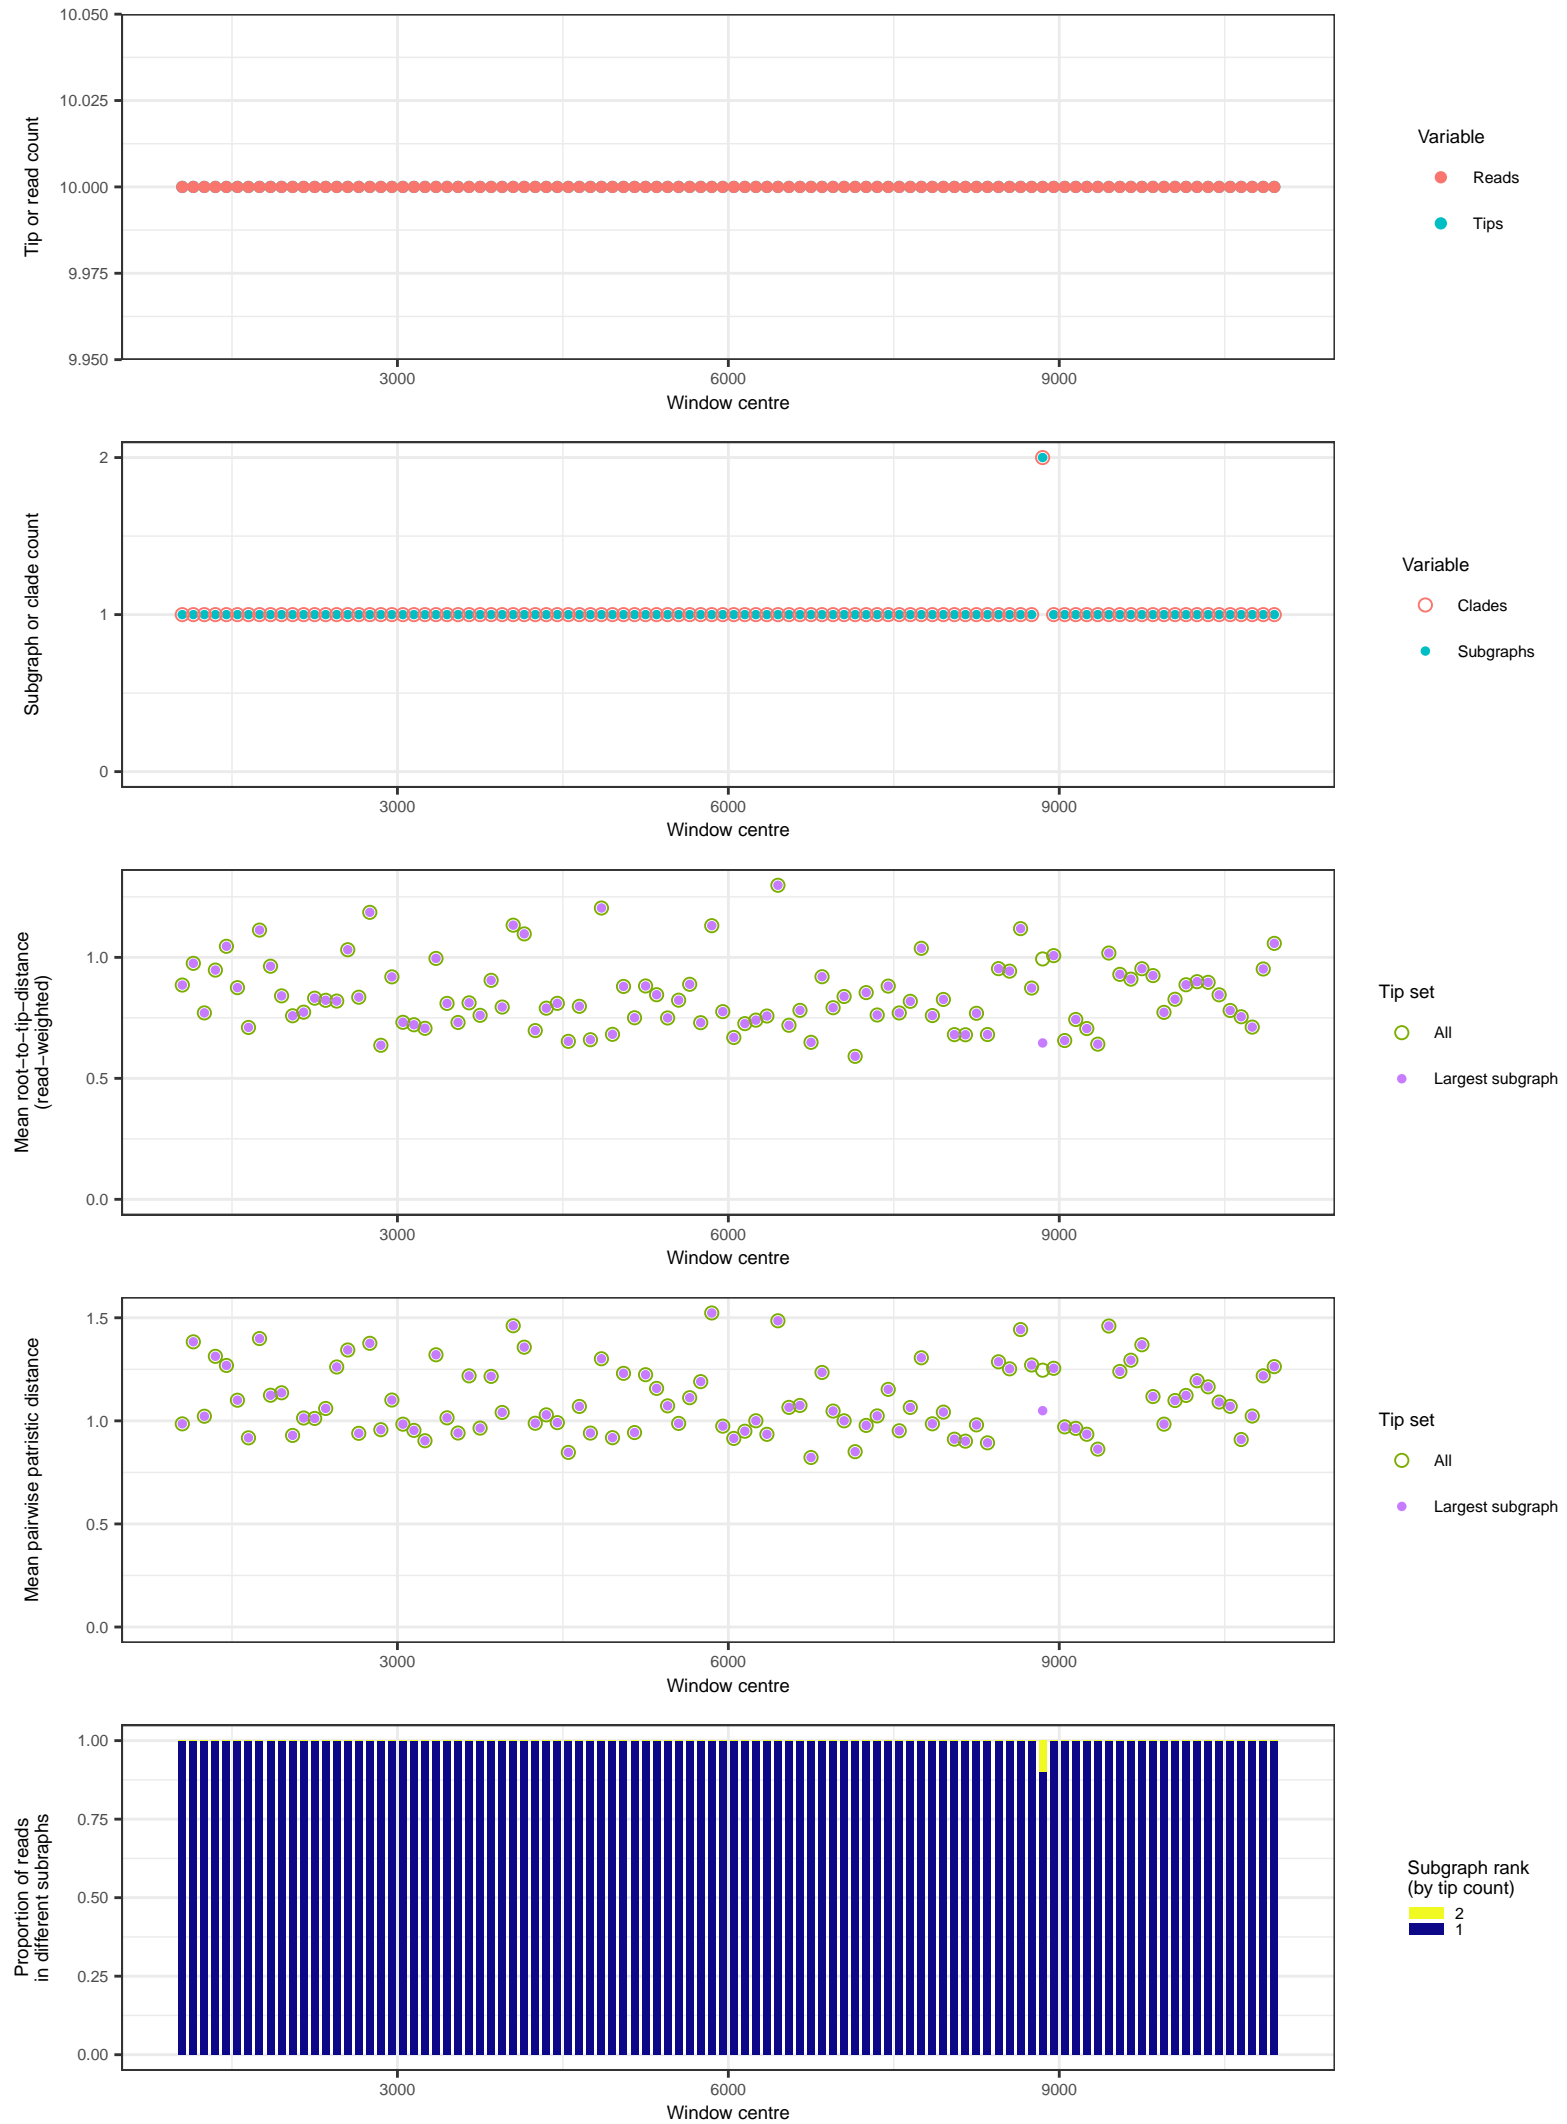 10.050
10.025
10.000
9.975
9.950
Tip or read count
3000
6000
9000
Window centre
Variable
Reads
Tips
2
1
0
Subgraph or clade count
3000
6000
9000
Window centre
Variable
Clades
Subgraphs
1.0
0.5
0.0
Mean root−to−tip−distance
(read−weighted)
3000
6000
9000
Window centre
Tip set
All
Largest subgraph
1.5
1.0
0.5
0.0
Mean pairwise patristic distance
3000
6000
9000
Window centre
Tip set
All
Largest subgraph
1.00
0.75
0.50
0.25
0.00
Proportion of reads
in different subraphs
3000
6000
9000
Window centre
Subgraph rank
(by tip count)
2
1